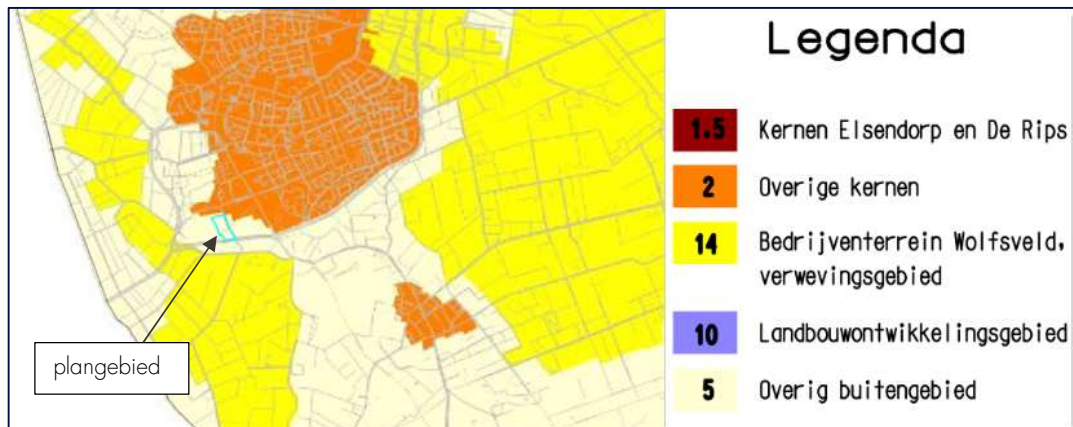 Legenda
1.5 Kernen Elsendorp en De Rips
2 Overige kernen
14 Bedrijventerrein Wolfsveld,
verwevingsgebied
10 Landbouwontwikkelingsgebied
5 Overig buitengebied
plangebied